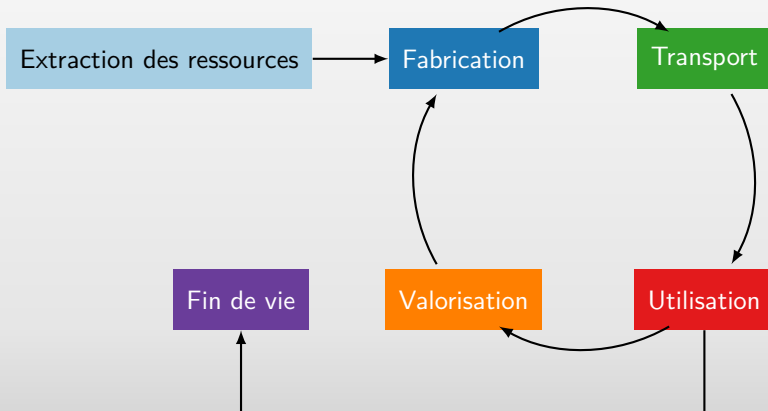 Extraction des ressources
Fabrication
Transport
Fin de vie
Valorisation
Utilisation